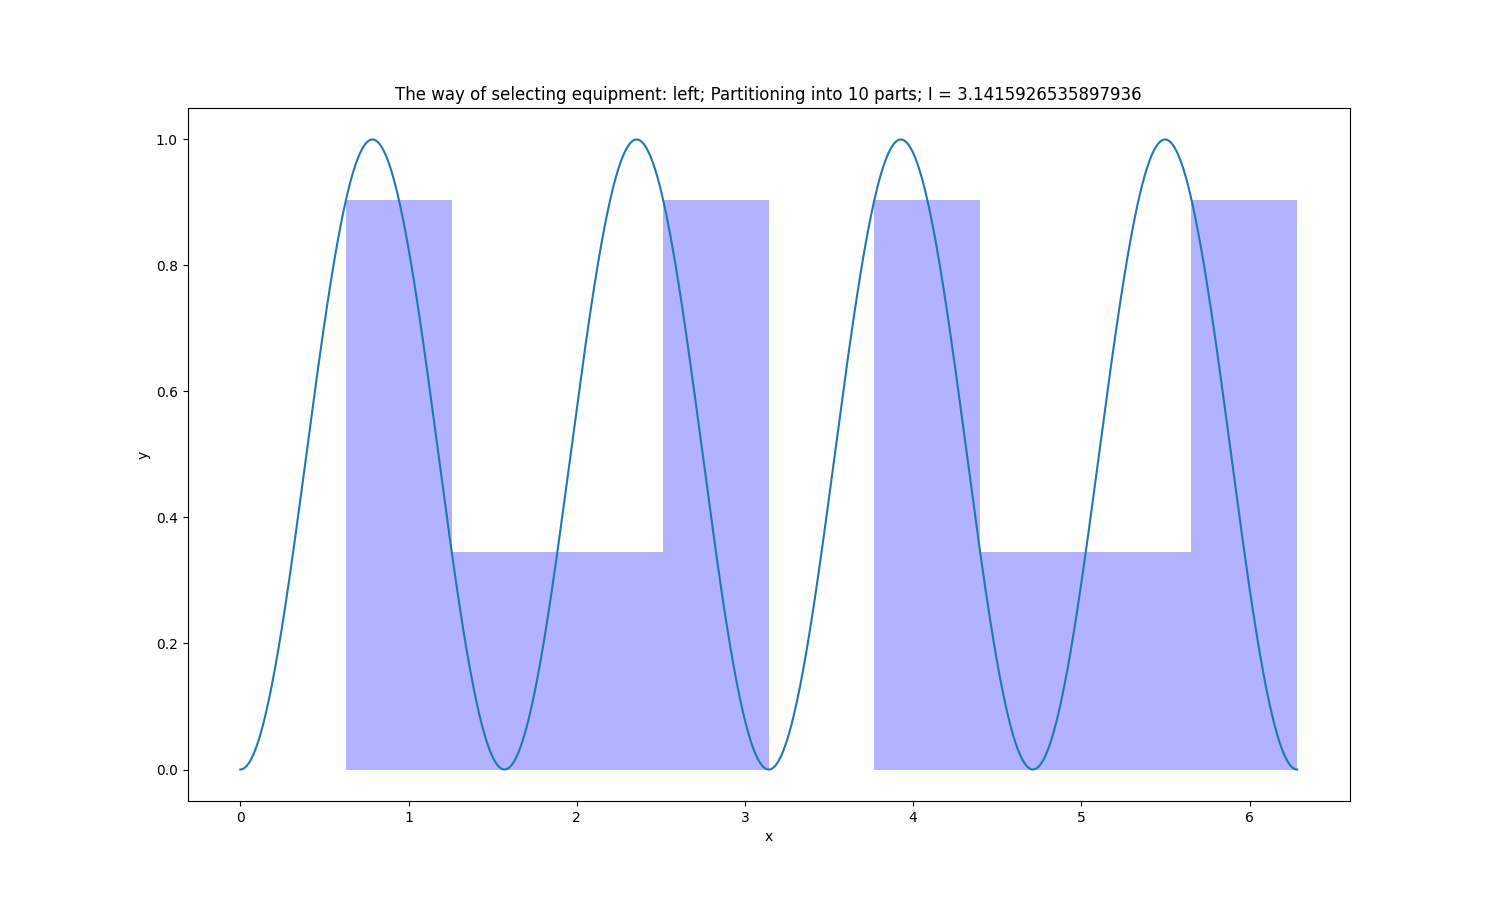 The way of selecting equipment: left; Partitioning into 10 parts; I = 3.1415926535897936
1.0
0.8
0.6
0.4
0.2
0.0
y
0 1 2 3 4 5 6
x